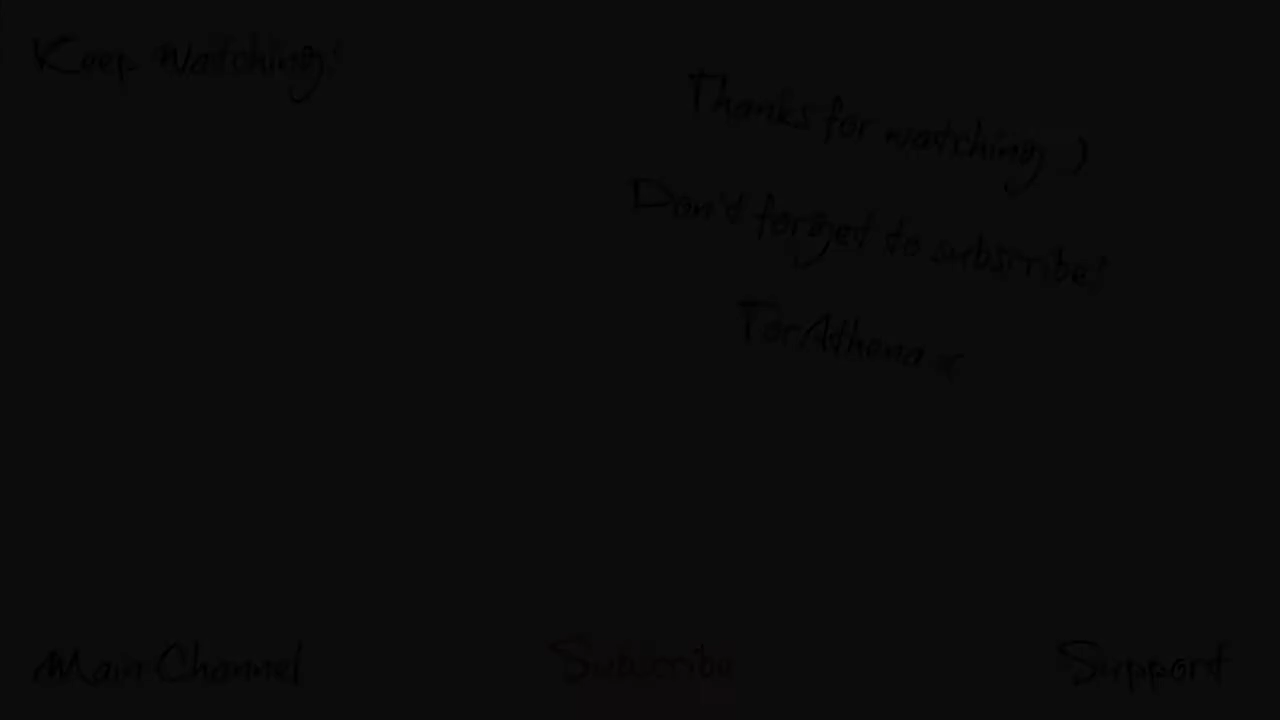 Keep Watching!
Thanks for watching :)
Don't forget to subscribe!
TorAthena x
Main Channel
Subscribe
Support